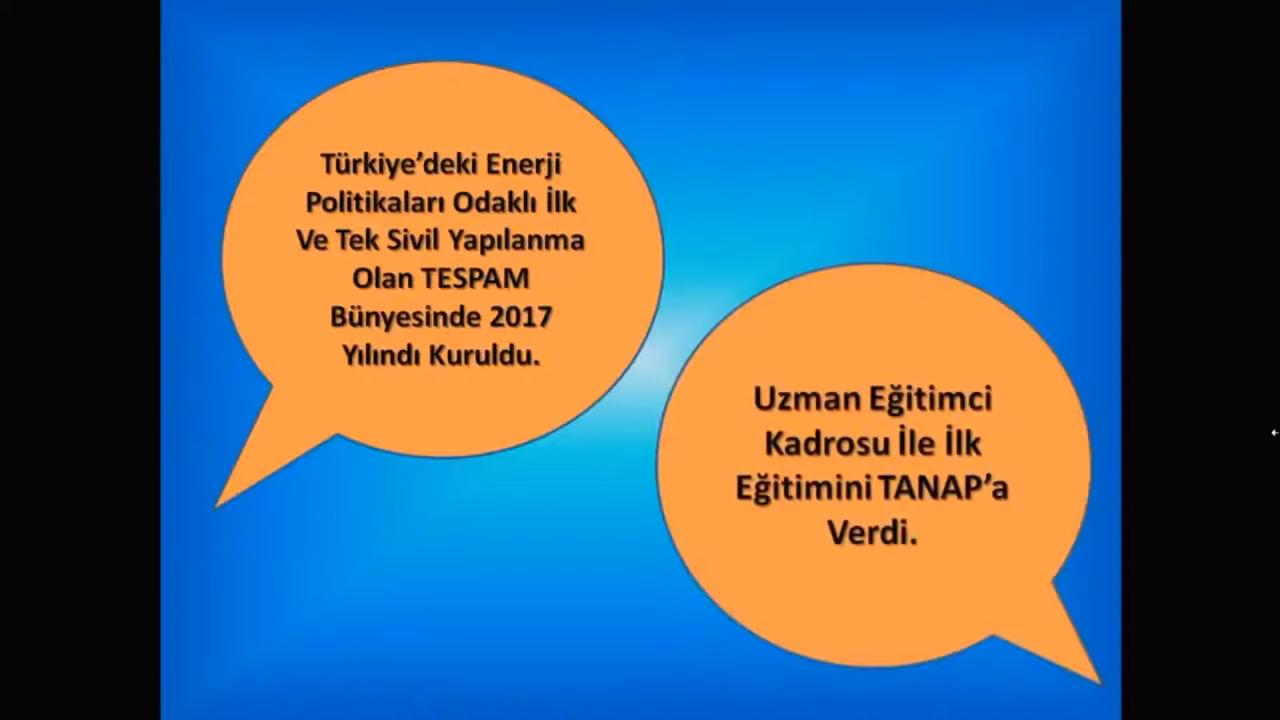 Türkiye’deki Enerji
Politikaları Odaklı İlk
Ve Tek Sivil Yapılanma
Olan TESPAM
Bünyesinde 2017
Yılındı Kuruldu.
Uzman Eğitimci
Kadrosu İle İlk
Eğitimini TANAP’a
Verdi.